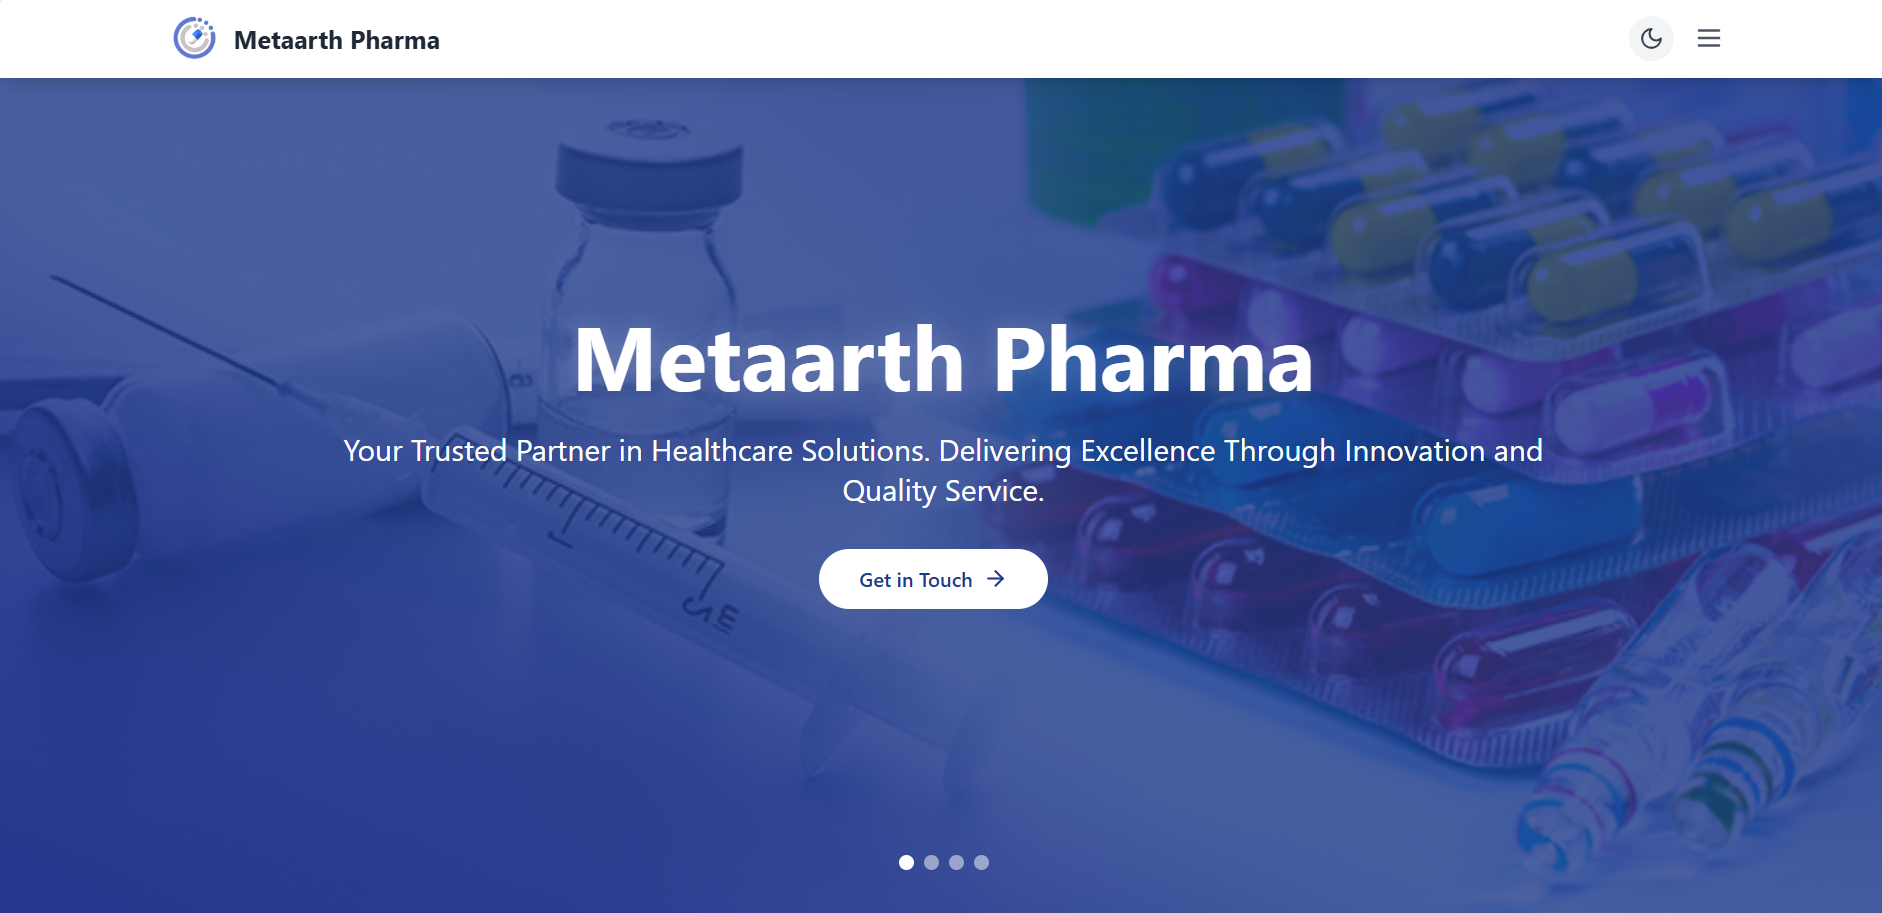 Metaarth Pharma
Metaarth Pharma
Your Trusted Partner in Healthcare Solutions. Delivering Excellence Through Innovation and
Quality Service.
Get in Touch